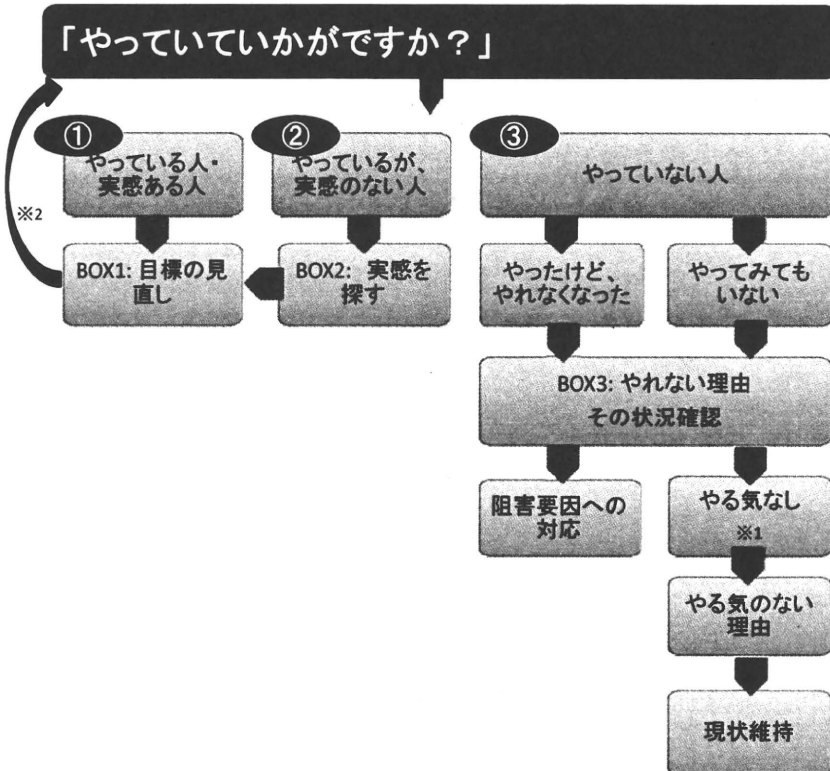 「やっていていかがですか？」
①
やっている人・
実感ある人
②
やっているが、
実感のない人
③
やっていない人
※2
BOX1: 目標の見
直し
BOX2: 実感を
探す
やったけど、
やれなくなった
やってみても
いない
BOX3: やれない理由
その状況確認
阻害要因への
対応
やる気なし
※1
やる気のない
理由
現状維持